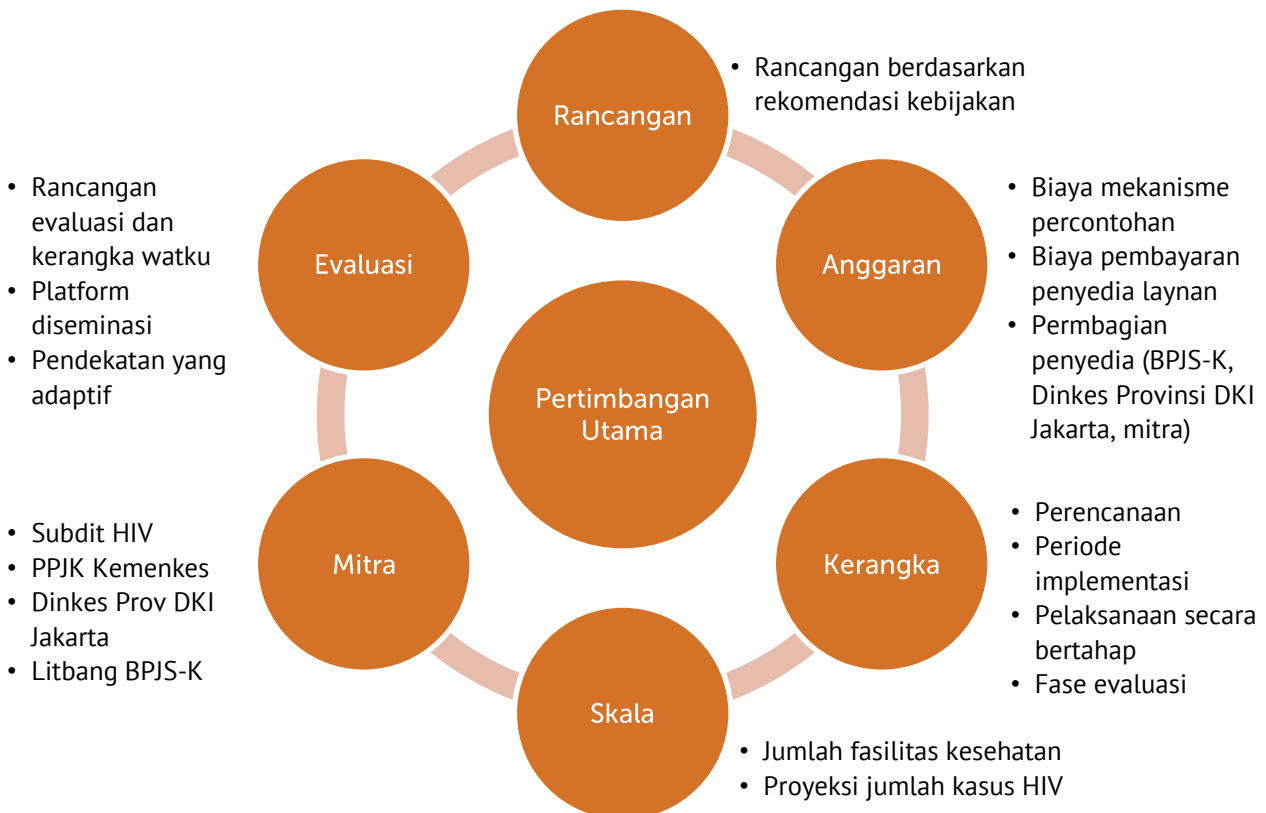 Rancangan
• Rancangan berdasarkan
rekomendasi kebijakan
Anggaran
• Biaya mekanisme
percontohan
• Biaya pembayaran
penyedia laynan
• Permbagian
penyedia (BPJS-K,
Dinkes Provinsi DKI
Jakarta, mitra)
Kerangka
• Perencanaan
• Periode
implementasi
• Pelaksanaan secara
bertahap
• Fase evaluasi
Skala
• Jumlah fasilitas kesehatan
• Proyeksi jumlah kasus HIV
Mitra
• Subdit HIV
• PPJK Kemenkes
• Dinkes Prov DKI
Jakarta
• Litbang BPJS-K
Evaluasi
• Rancangan
evaluasi dan
kerangka watku
• Platform
diseminasi
• Pendekatan yang
adaptif
Pertimbangan
Utama